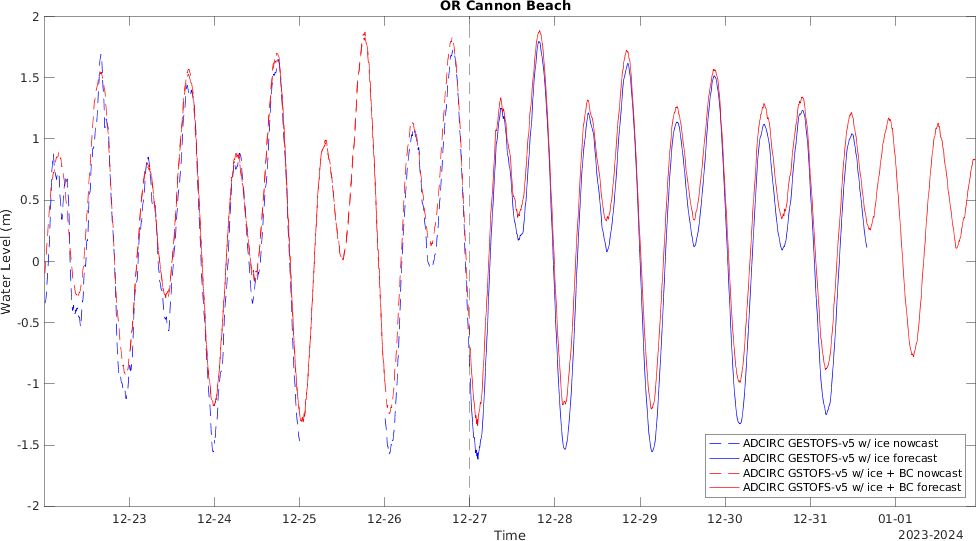 OR Cannon Beach
2
1.5
1
0.5
0
-0.5
-1
-1.5
-2
Water Level (m)
12-23 12-24 12-25 12-26 12-27 12-28 12-29 12-30 12-31 01-01
Time
2023-2024
ADCIRC GESTOFS-v5 w/ ice nowcast
ADCIRC GESTOFS-v5 w/ ice forecast
ADCIRC GSTOFS-v5 w/ ice + BC nowcast
ADCIRC GSTOFS-v5 w/ ice + BC forecast